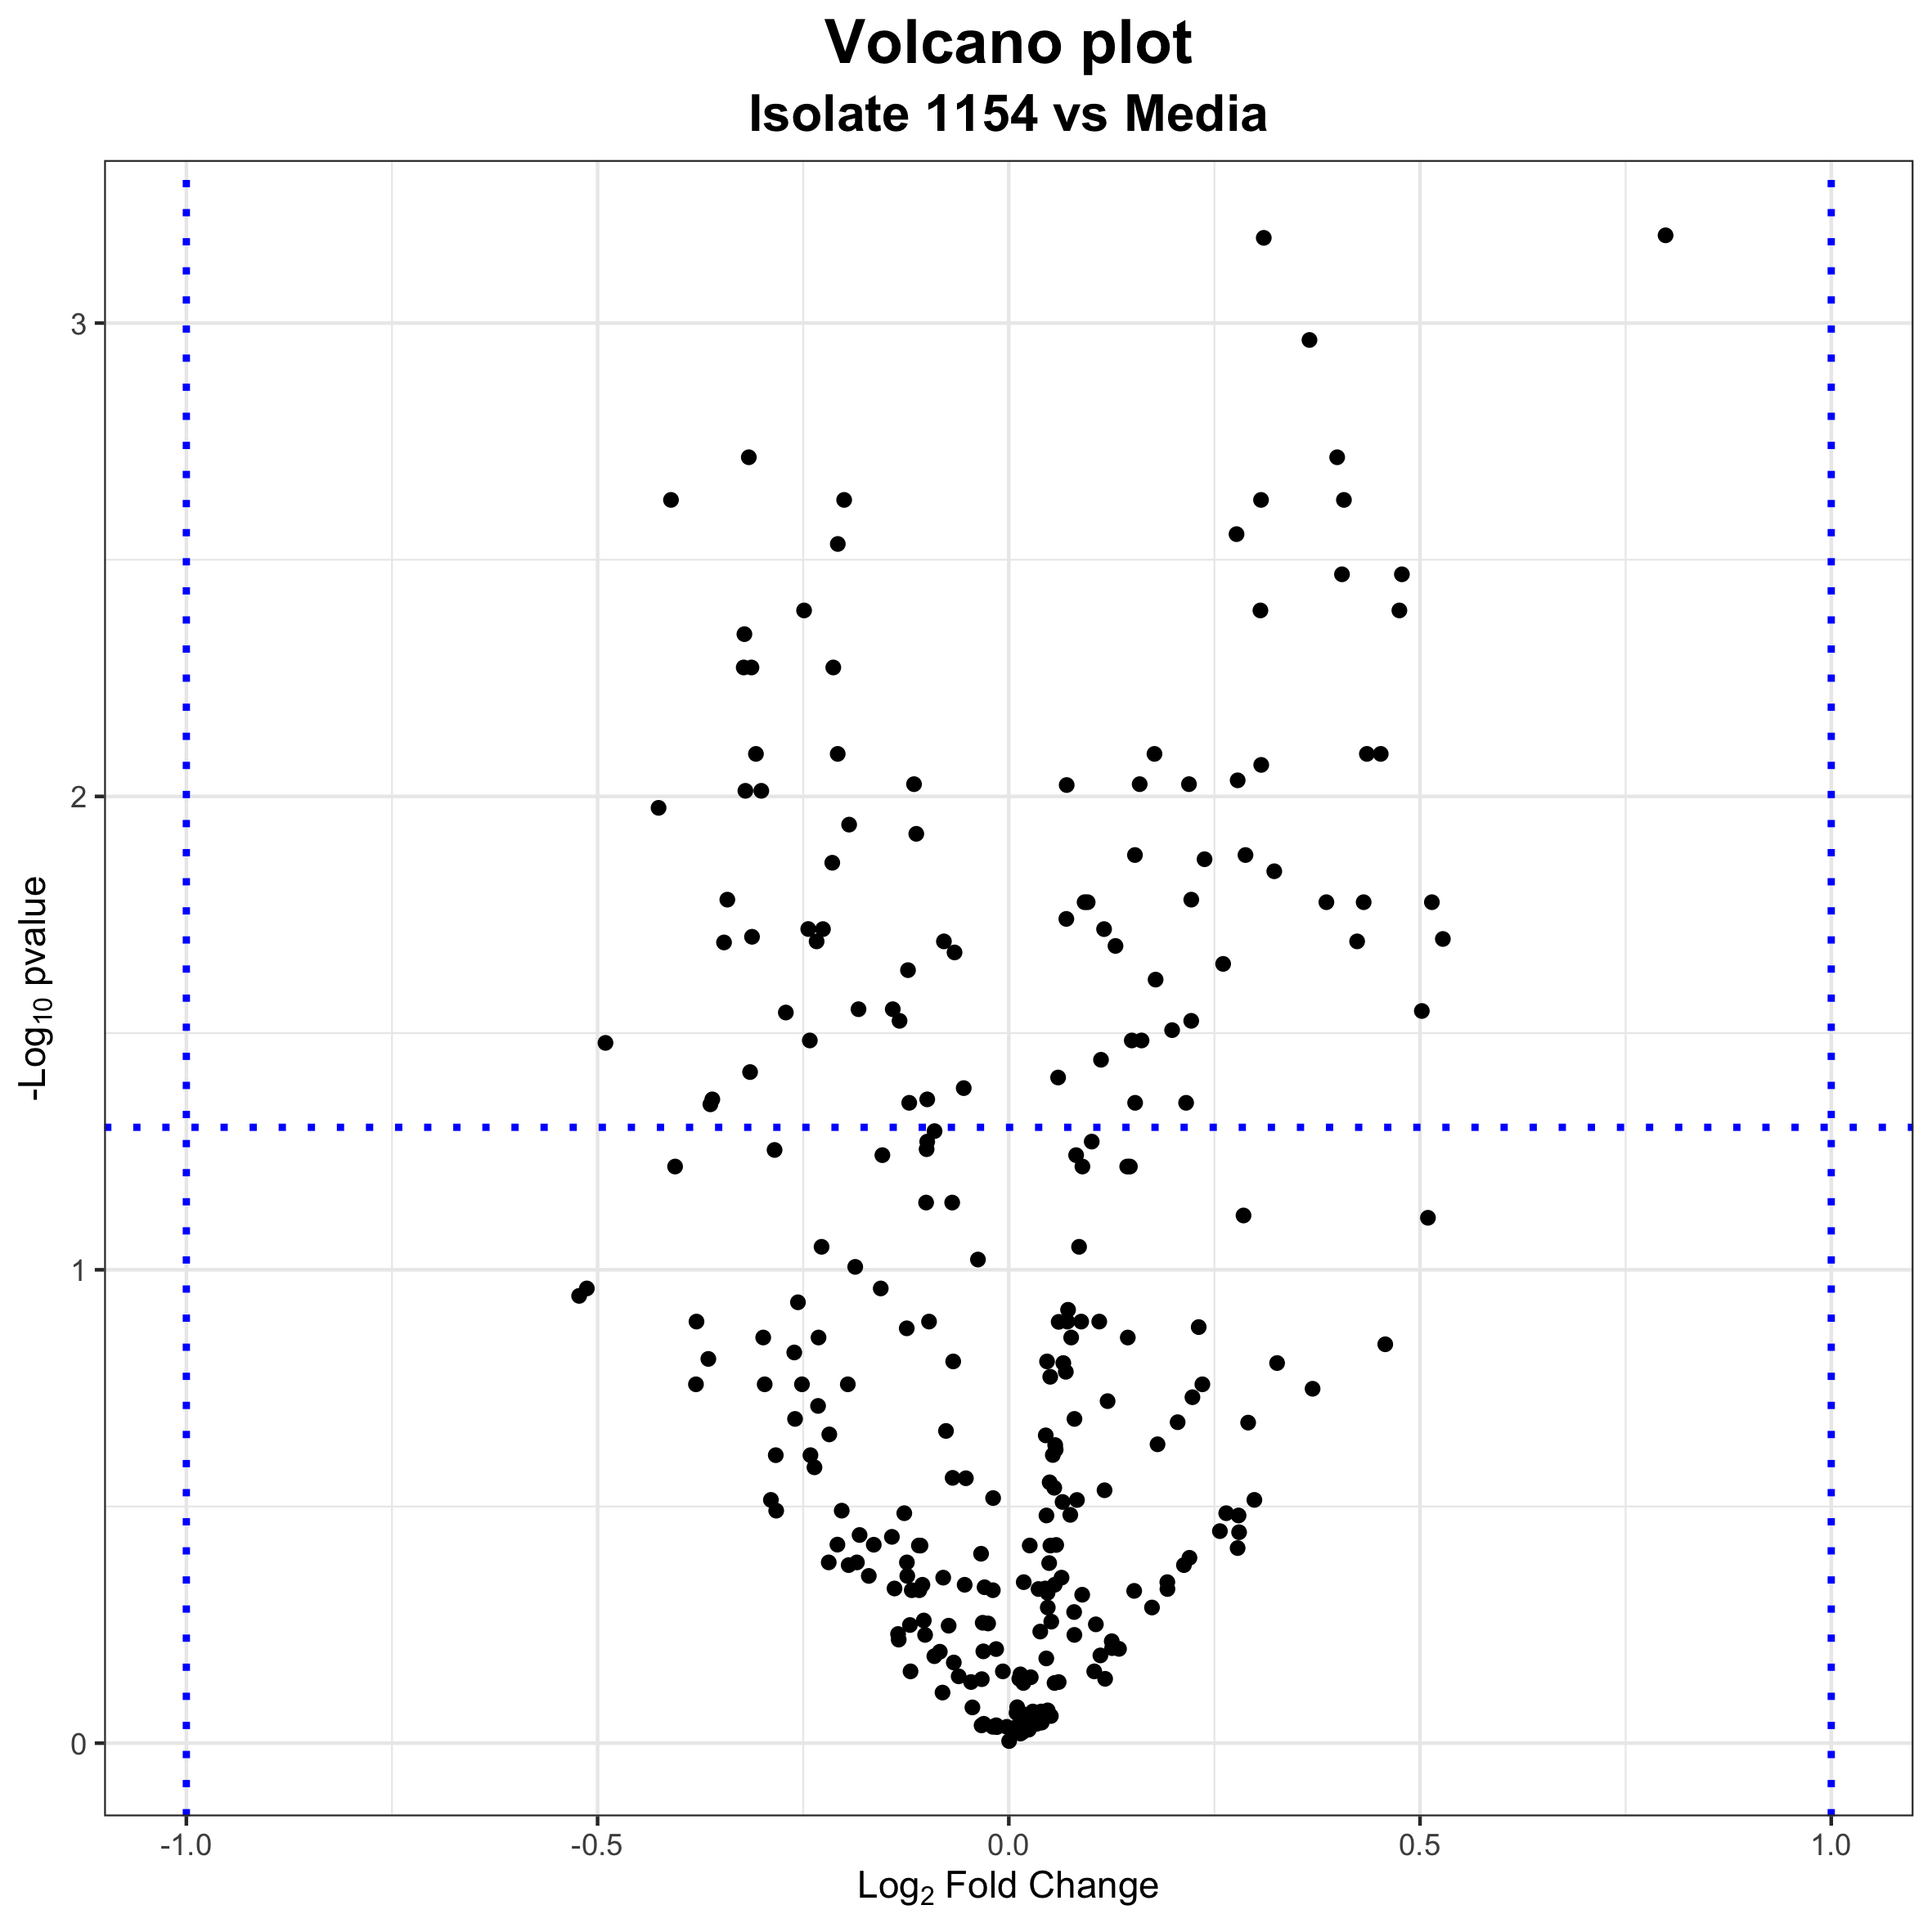 Volcano plot
Isolate 1154 vs Media
3
2
1
0
-Log10 pvalue
-1.0 -0.5 0.0 0.5 1.0
Log2 Fold Change